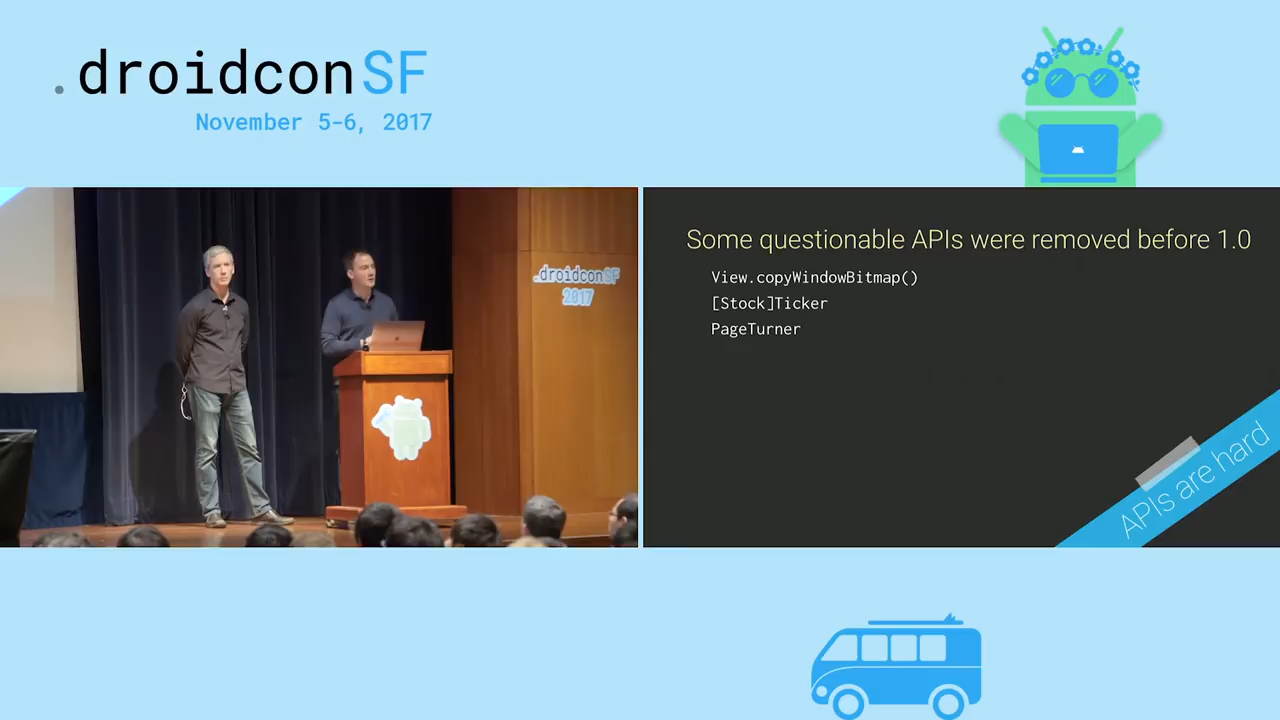 .droidconSF
November 5-6, 2017
.droidconSF
2017
Some questionable APIs were removed before 1.0
View.copyWindowBitmap()
[Stock]Ticker
PageTurner
APIs are hard